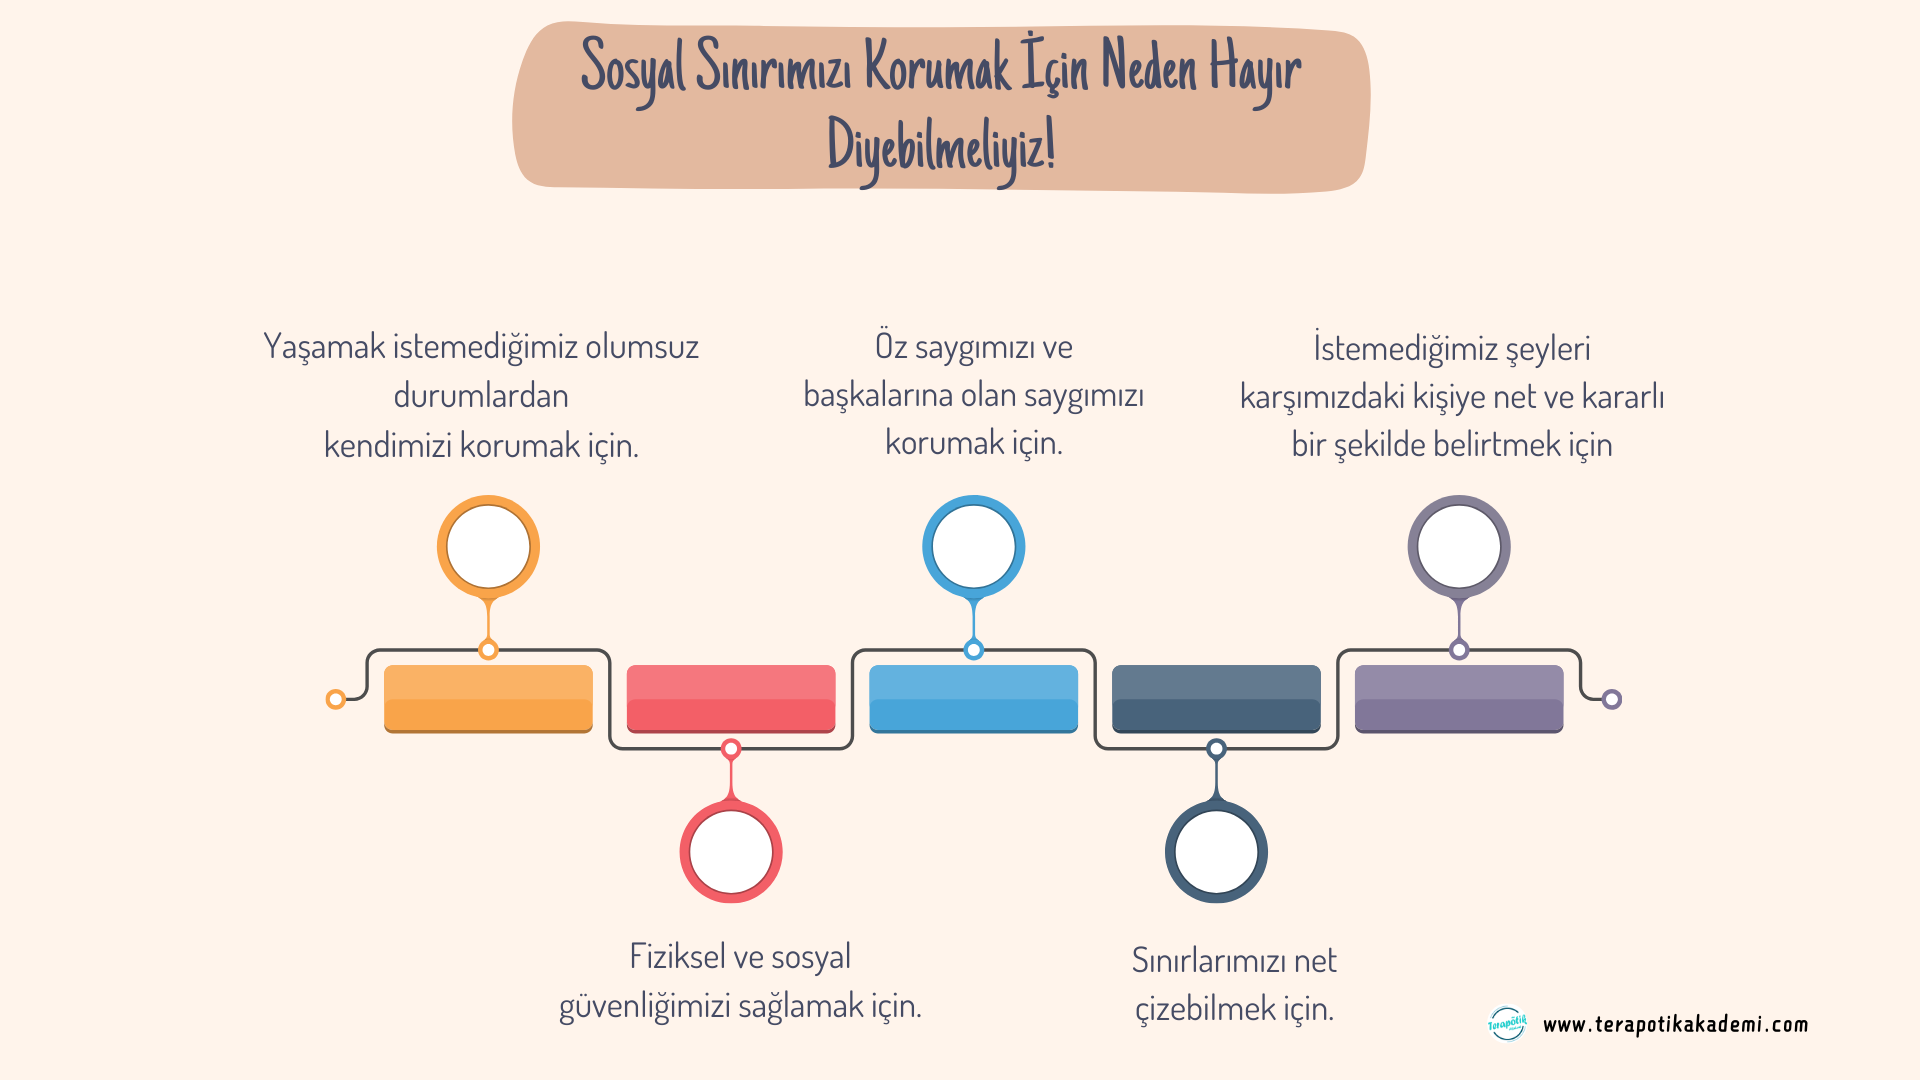 Sosyal Sınırımızı Korumak İçin Neden Hayır
Diyebilmeliyiz!
Yaşamak istemediğimiz olumsuz
durumlardan
kendimizi korumak için.
Öz saygımızı ve
başkalarına olan saygımızı
korumak için.
İstemediğimiz şeyleri
karşımızdaki kişiye net ve kararlı
bir şekilde belirtmek için
Fiziksel ve sosyal
güvenliğimizi sağlamak için.
Sınırlarımızı net
çizebilmek için.
Terapötik
www.terapotikakademi.com